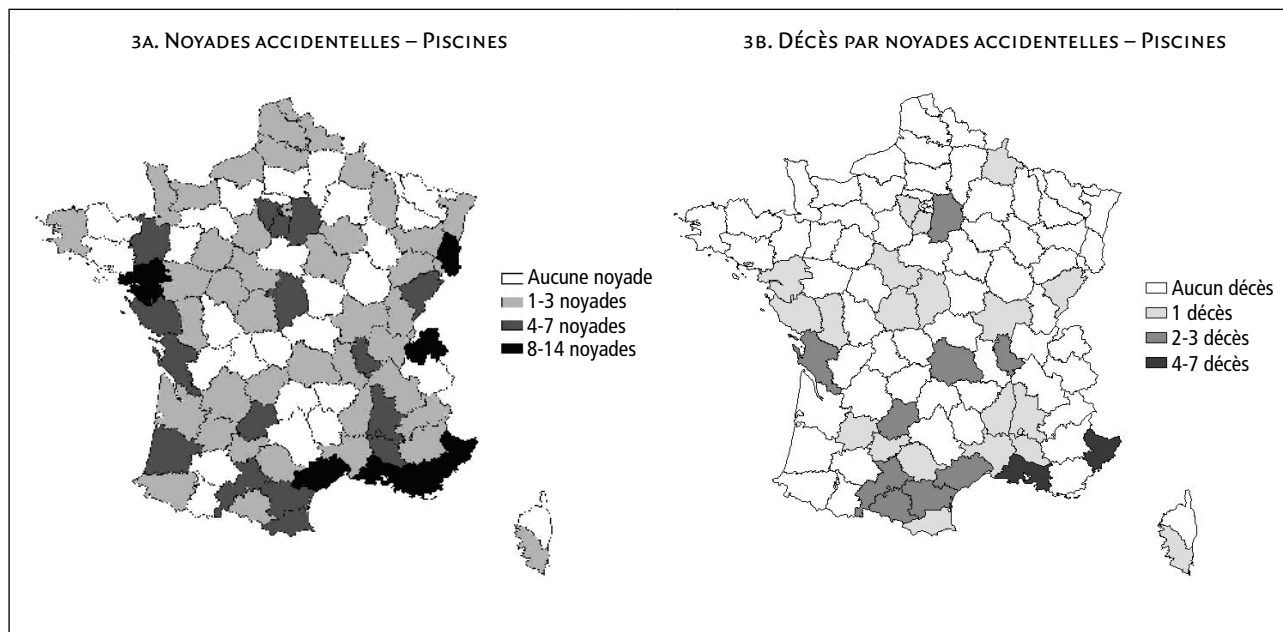 3A. Noyades accidentelles – Piscines
Aucune noyade
1-3 noyades
4-7 noyades
8-14 noyades
3B. Décès par noyades accidentelles – Piscines
Aucun décès
1 décès
2-3 décès
4-7 décès